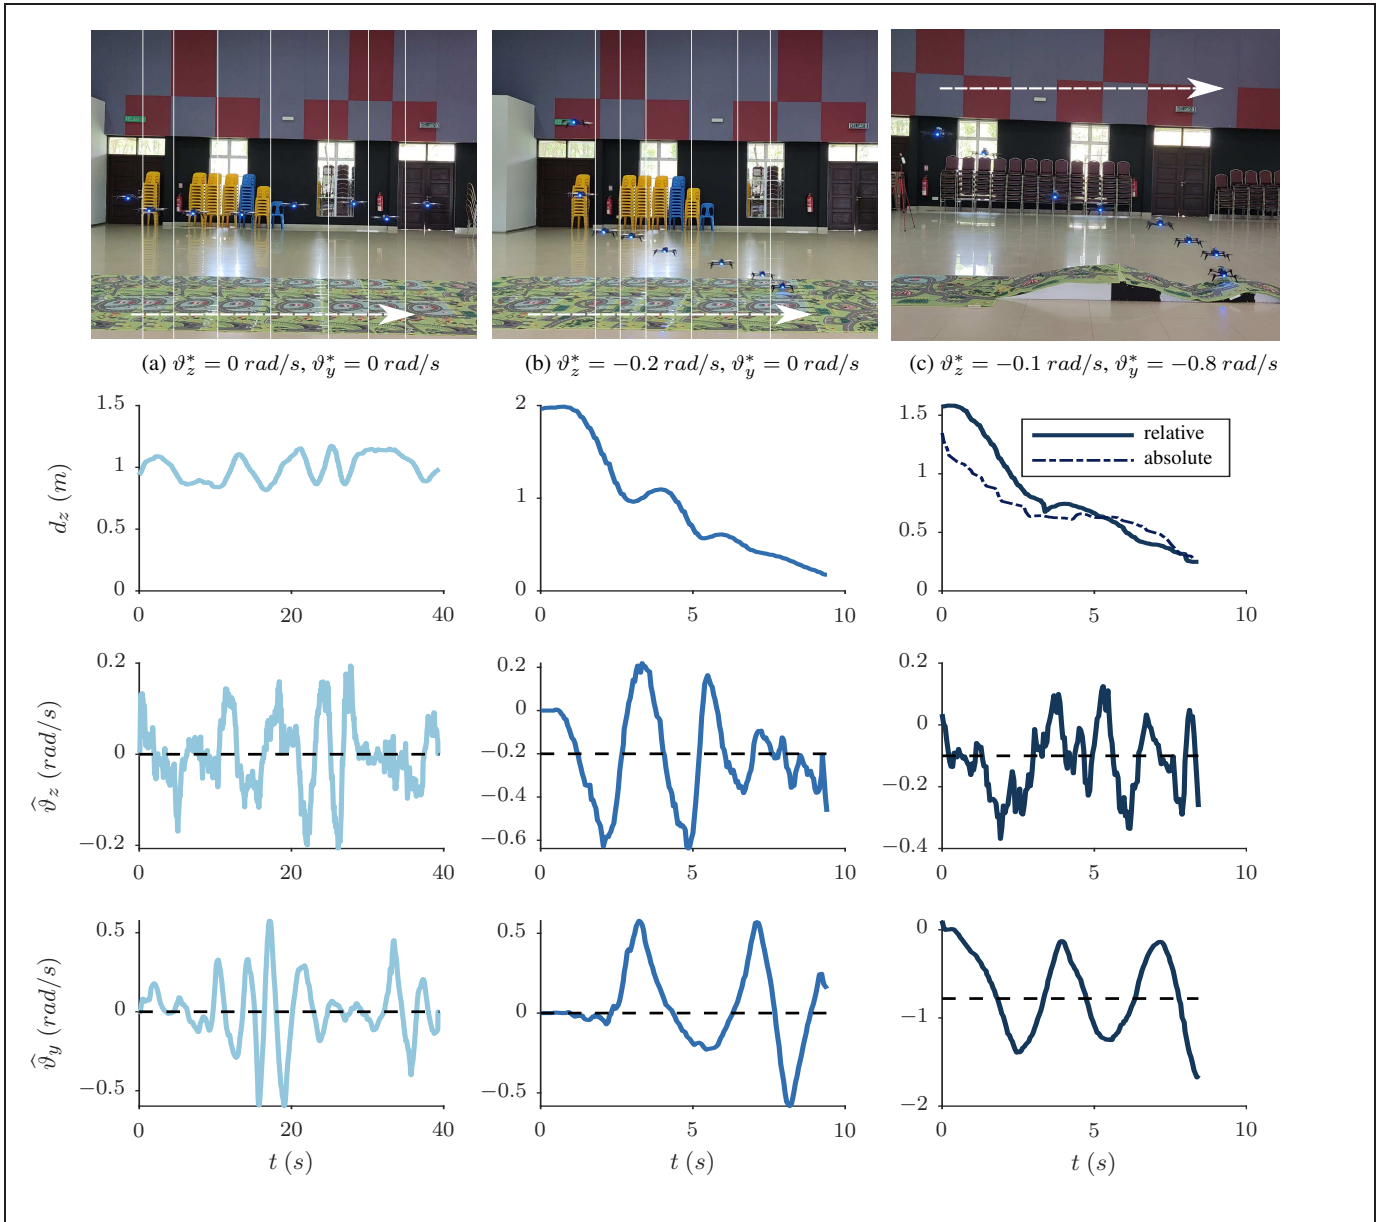 (a) ϑ*z = 0 rad/s, ϑ*y = 0 rad/s
(b) ϑ*z = −0.2 rad/s, ϑ*y = 0 rad/s
(c) ϑ*z = −0.1 rad/s, ϑ*y = −0.8 rad/s
dz (m)
1.5
1
0.5
0
0 20 40
2
1
0
0 5 10
1.5
1
0.5
0
0 5 10
relative
absolute
ϑ̂z (rad/s)
0.2
0
−0.2
0 20 40
0.2
0
−0.2
−0.4
−0.6
0 5 10
0.2
0
−0.2
−0.4
0 5 10
ϑ̂y (rad/s)
0.5
0
−0.5
0 20 40
t (s)
0.5
0
−0.5
0 5 10
t (s)
0
−1
−2
0 5 10
t (s)